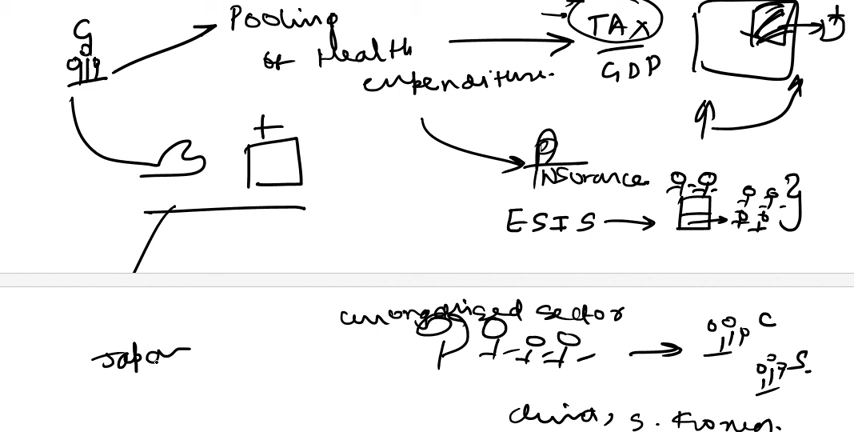 G
Pooling
of Health
expenditure.
TAX
GDP
Insurance
ESIS
unorganised sector
Japan
C
S.
China, S. Korea.